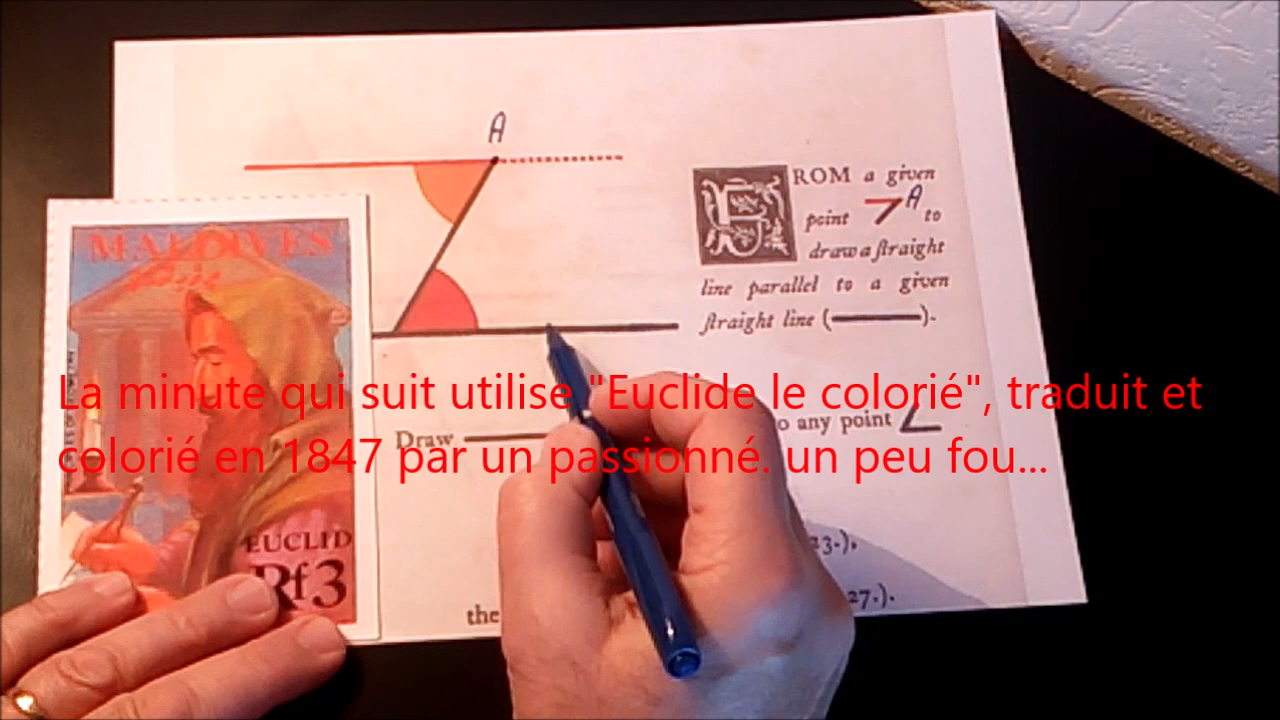 A
ROM a given
point A to
draw a straight
line parallel to a given
straight line ( ).
MALDIVES
La minute qui suit utilise "Euclide le colorié", traduit et
colorié en 1847 par un passionné. un peu fou...
Draw
o any point
EUCLID
Rf3
23.),
the
27.).